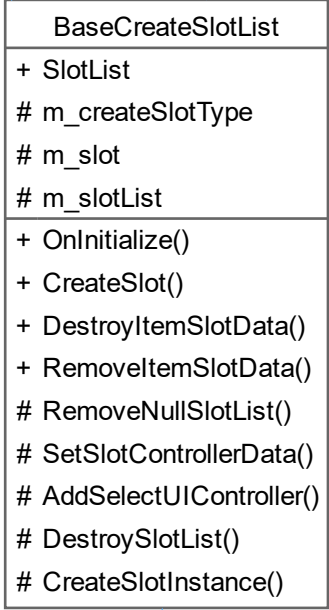 BaseCreateSlotList
+ SlotList
# m_createSlotType
# m_slot
# m_slotList
+ OnInitialize()
+ CreateSlot()
+ DestroyItemSlotData()
+ RemoveItemSlotData()
# RemoveNullSlotList()
# SetSlotControllerData()
# AddSelectUIController()
# DestroySlotList()
# CreateSlotInstance()